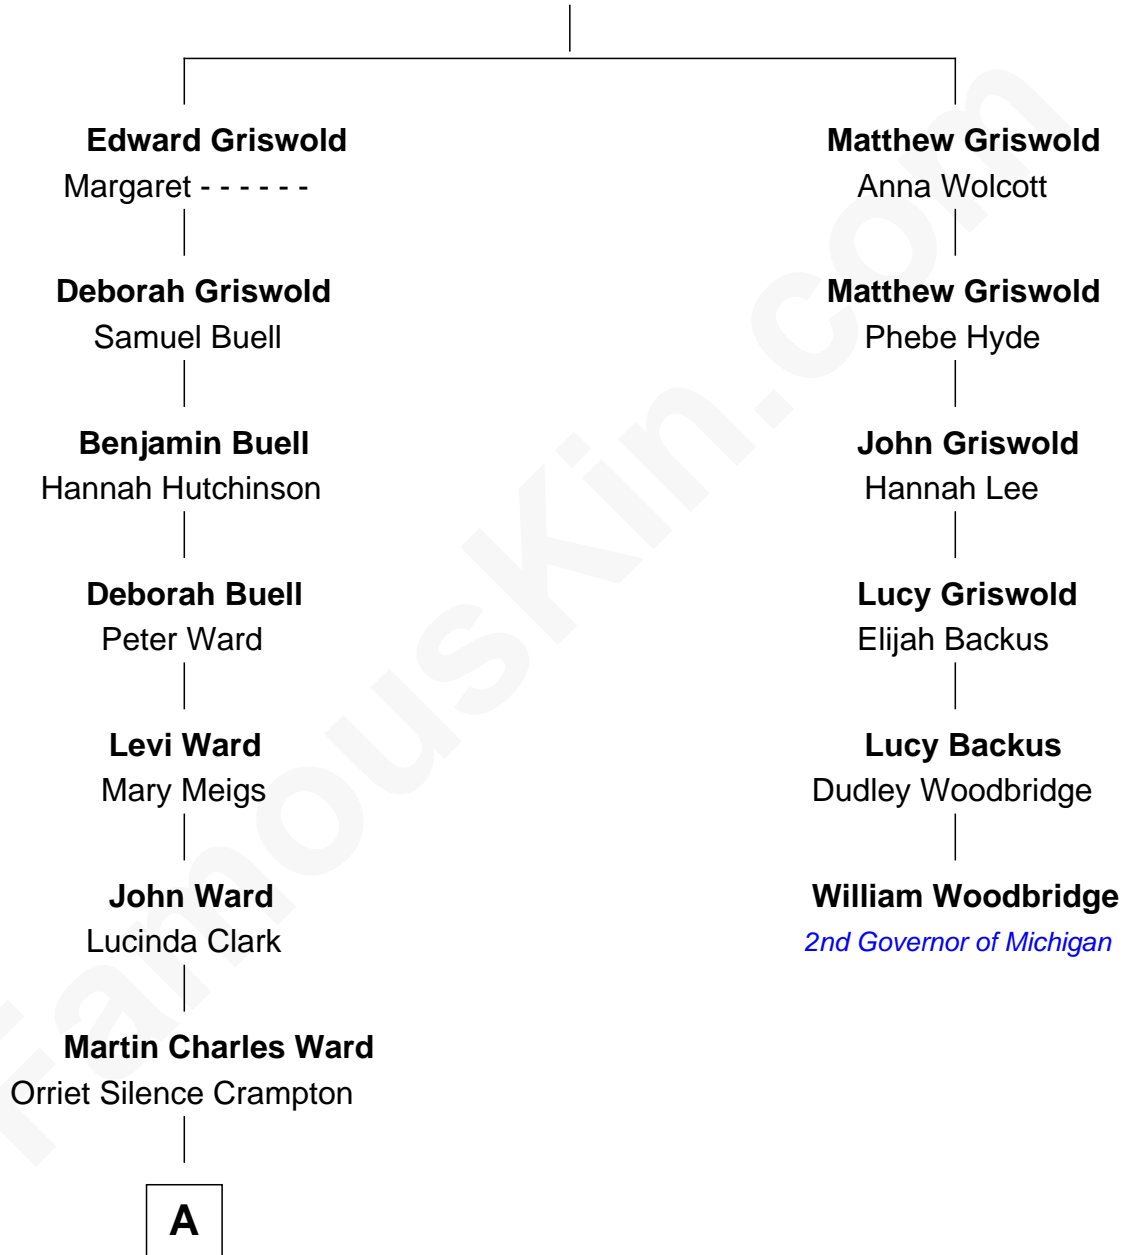 Edward Griswold
Margaret - - - - - -
Deborah Griswold
Samuel Buell
Benjamin Buell
Hannah Hutchinson
Deborah Buell
Peter Ward
Levi Ward
Mary Meigs
John Ward
Lucinda Clark
Martin Charles Ward
Orriet Silence Crampton
A
Matthew Griswold
Anna Wolcott
Matthew Griswold
Phebe Hyde
John Griswold
Hannah Lee
Lucy Griswold
Elijah Backus
Lucy Backus
Dudley Woodbridge
William Woodbridge
2nd Governor of Michigan
FamousKin.com